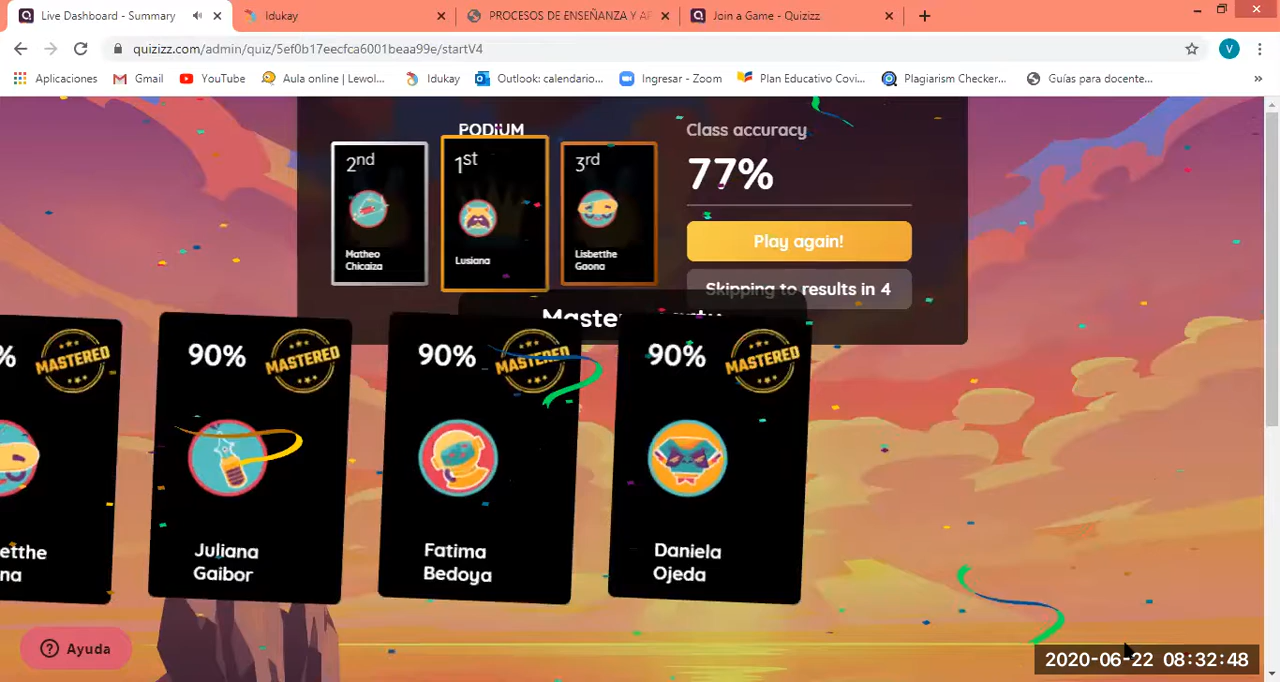 Live Dashboard - Summary
Idukay
PROCESOS DE ENSEÑANZA Y
Join a Game - Quizizz
quizizz.com/admin/quiz/5ef0b17eecfca6001beaa99e/startV4
V
Aplicaciones
Gmail
YouTube
Aula online | Lewol...
Idukay
Outlook: calendario...
Ingresar - Zoom
Plan Educativo Covi...
Plagiarism Checker...
Guías para docente...
»
PODiUM
2nd
1st
3rd
Matheo
Chicaiza
Lusiana
Lisbetthe
Gaona
Class accuracy
77%
Play again!
Skipping to results in 4
%
MASTERED
90%
MASTERED
90%
MASTERED
90%
MASTERED
etthe
na
Juliana
Gaibor
Fatima
Bedoya
Daniela
Ojeda
? Ayuda
2020-06-22 08:32:48